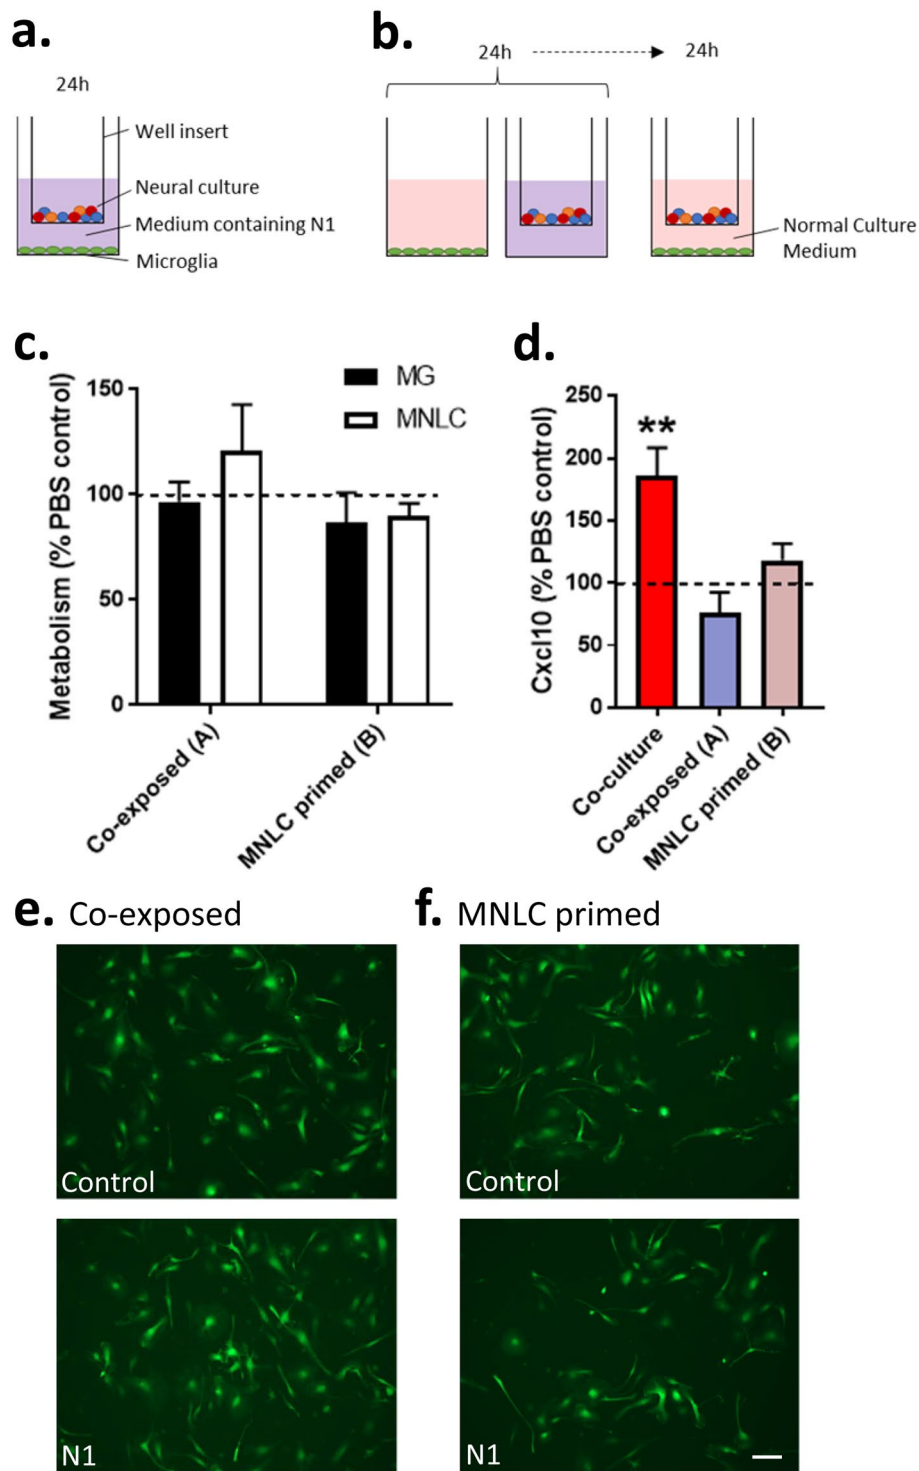 a.
24h
Well insert
Neural culture
Medium containing N1
Microglia
b.
24h
24h
Normal Culture
Medium
c.
Metabolism (% PBS control)
150
100
50
0
MG
MNLC
Co-exposed (A)
MNLC primed (B)
d.
Cxcl10 (% PBS control)
250
200
150
100
50
0
**
Co-culture
Co-exposed (A)
MNLC primed (B)
e. Co-exposed
Control
N1
f. MNLC primed
Control
N1